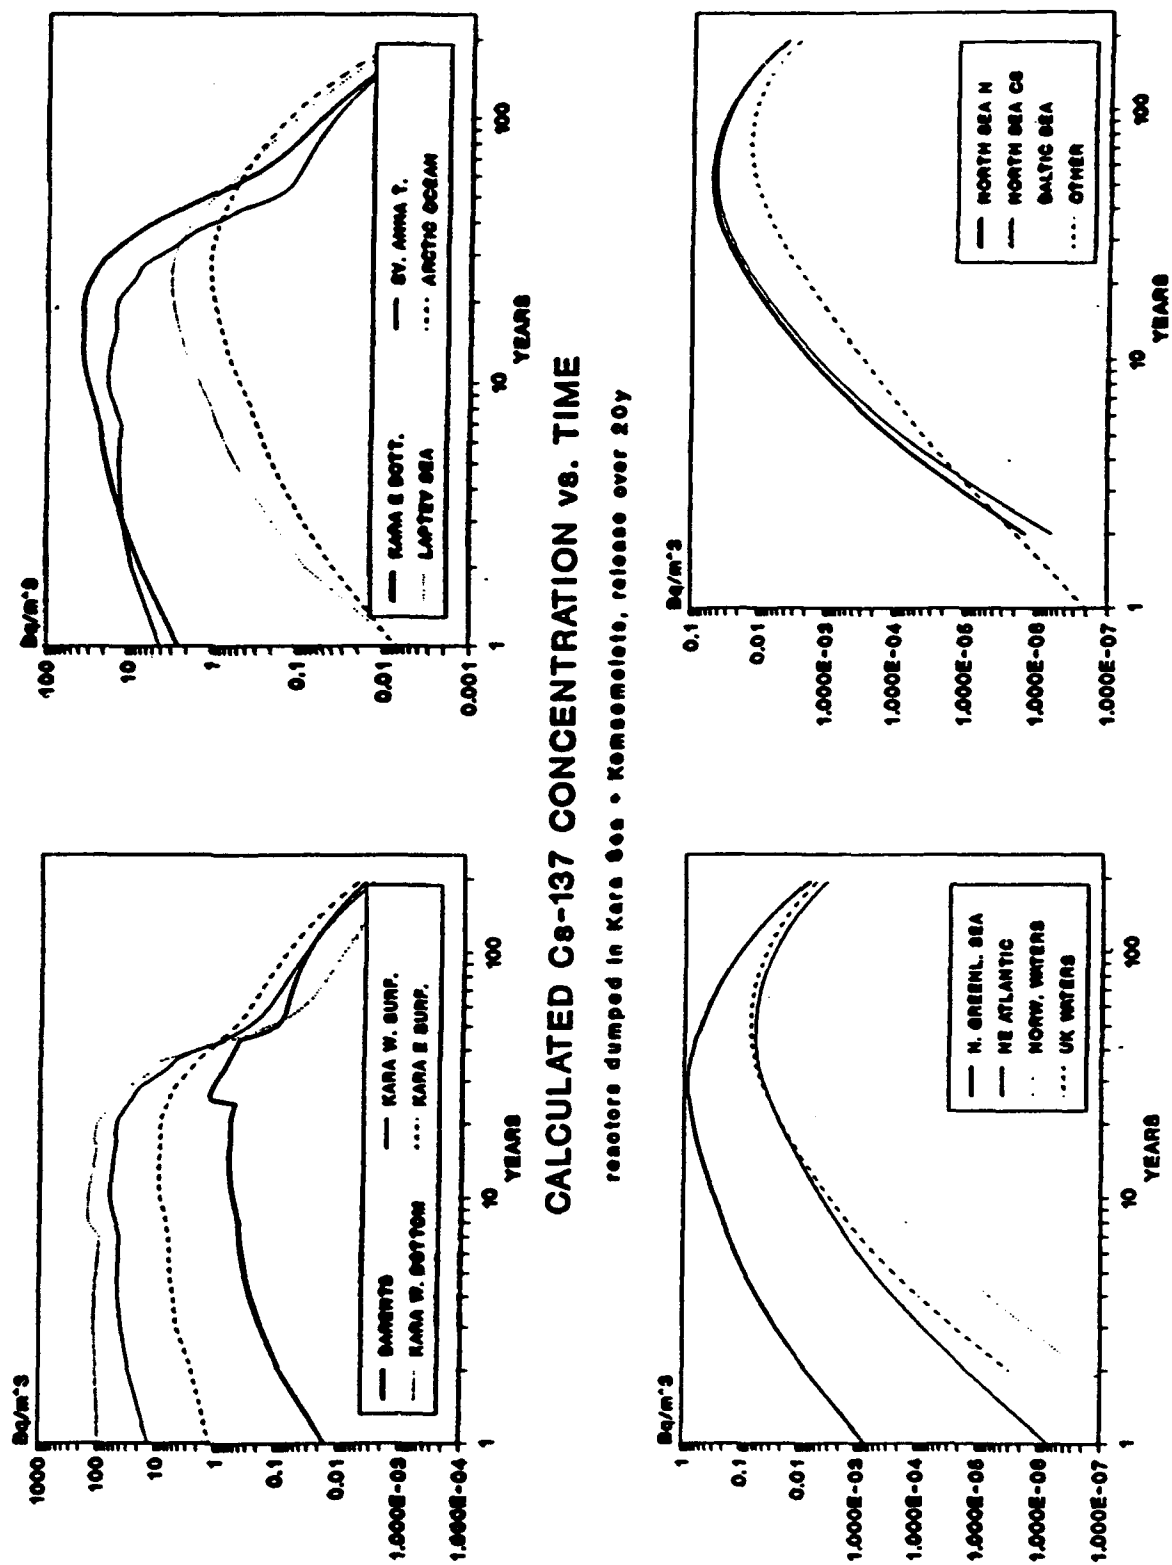 Bq/m^3
1000
100
10
1
0.1
0.01
1.000E-03
1.000E-04
BARENTS
KARA W. SURF.
KARA W. BOTTOM
KARA E SURF.
1
10
100
YEARS
Bq/m^3
100
10
1
0.1
0.01
0.001
KARA E BOTT.
SV. ANNA T.
LAPTEV SEA
ARCTIC OCEAN
1
10
100
YEARS
CALCULATED Cs-137 CONCENTRATION vs. TIME
reactors dumped in Kara Sea + Komsomolets, release over 20y
Bq/m^3
1
0.1
0.01
1.000E-03
1.000E-04
1.000E-05
1.000E-06
1.000E-07
N. GREENL. SEA
NE ATLANTIC
NORW. WATERS
UK WATERS
1
10
100
YEARS
Bq/m^3
0.1
0.01
1.000E-03
1.000E-04
1.000E-05
1.000E-06
1.000E-07
NORTH SEA N
NORTH SEA CS
BALTIC SEA
OTHER
1
10
100
YEARS